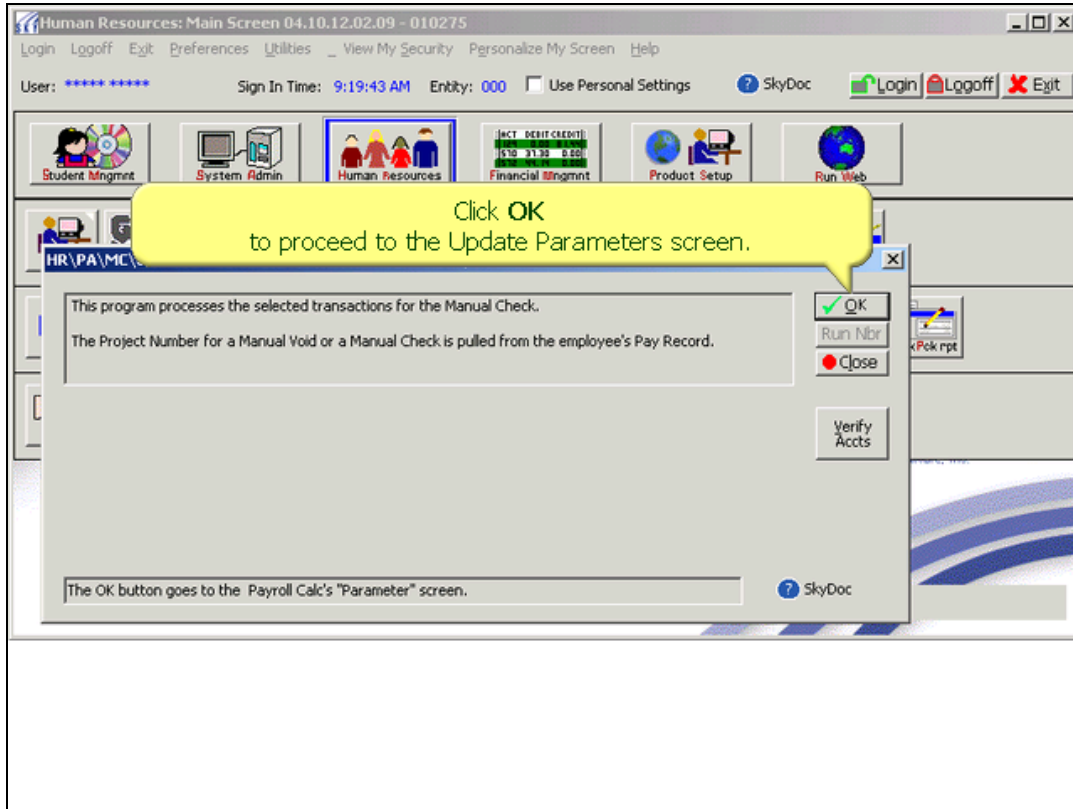 Human Resources: Main Screen 04.10.12.02.09 - 010275
Login Logoff Exit Preferences Utilities _ View My Security Personalize My Screen Help
User: ***** ***** Sign In Time: 9:19:43 AM Entity: 000 Use Personal Settings ? SkyDoc Login Logoff Exit
ACT DEBIT CREDIT
Student Mngmnt System Admin Human Resources Financial Mngmnt Product Setup Run Web
Click OK
to proceed to the Update Parameters screen.
HR\PA\MC\
This program processes the selected transactions for the Manual Check.
OK
The Project Number for a Manual Void or a Manual Check is pulled from the employee's Pay Record.
Run Nbr
Close
Pok rpt
Verify
Accts
The OK button goes to the Payroll Calc's "Parameter" screen.
? SkyDoc